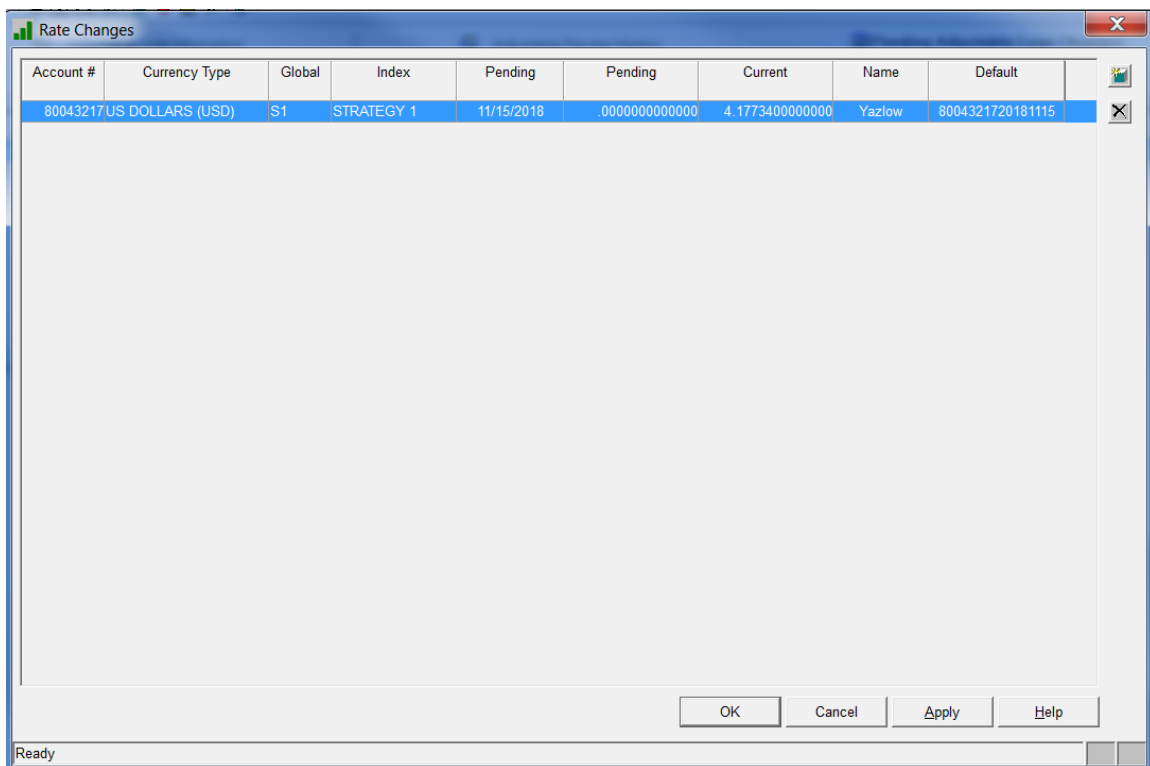 Rate Changes
Account # Currency Type Global Index Pending Pending Current Name Default
80043217 US DOLLARS (USD) S1 STRATEGY 1 11/15/2018 .0000000000000 4.1773400000000 Yazlow 8004321720181115
OK Cancel Apply Help
Ready